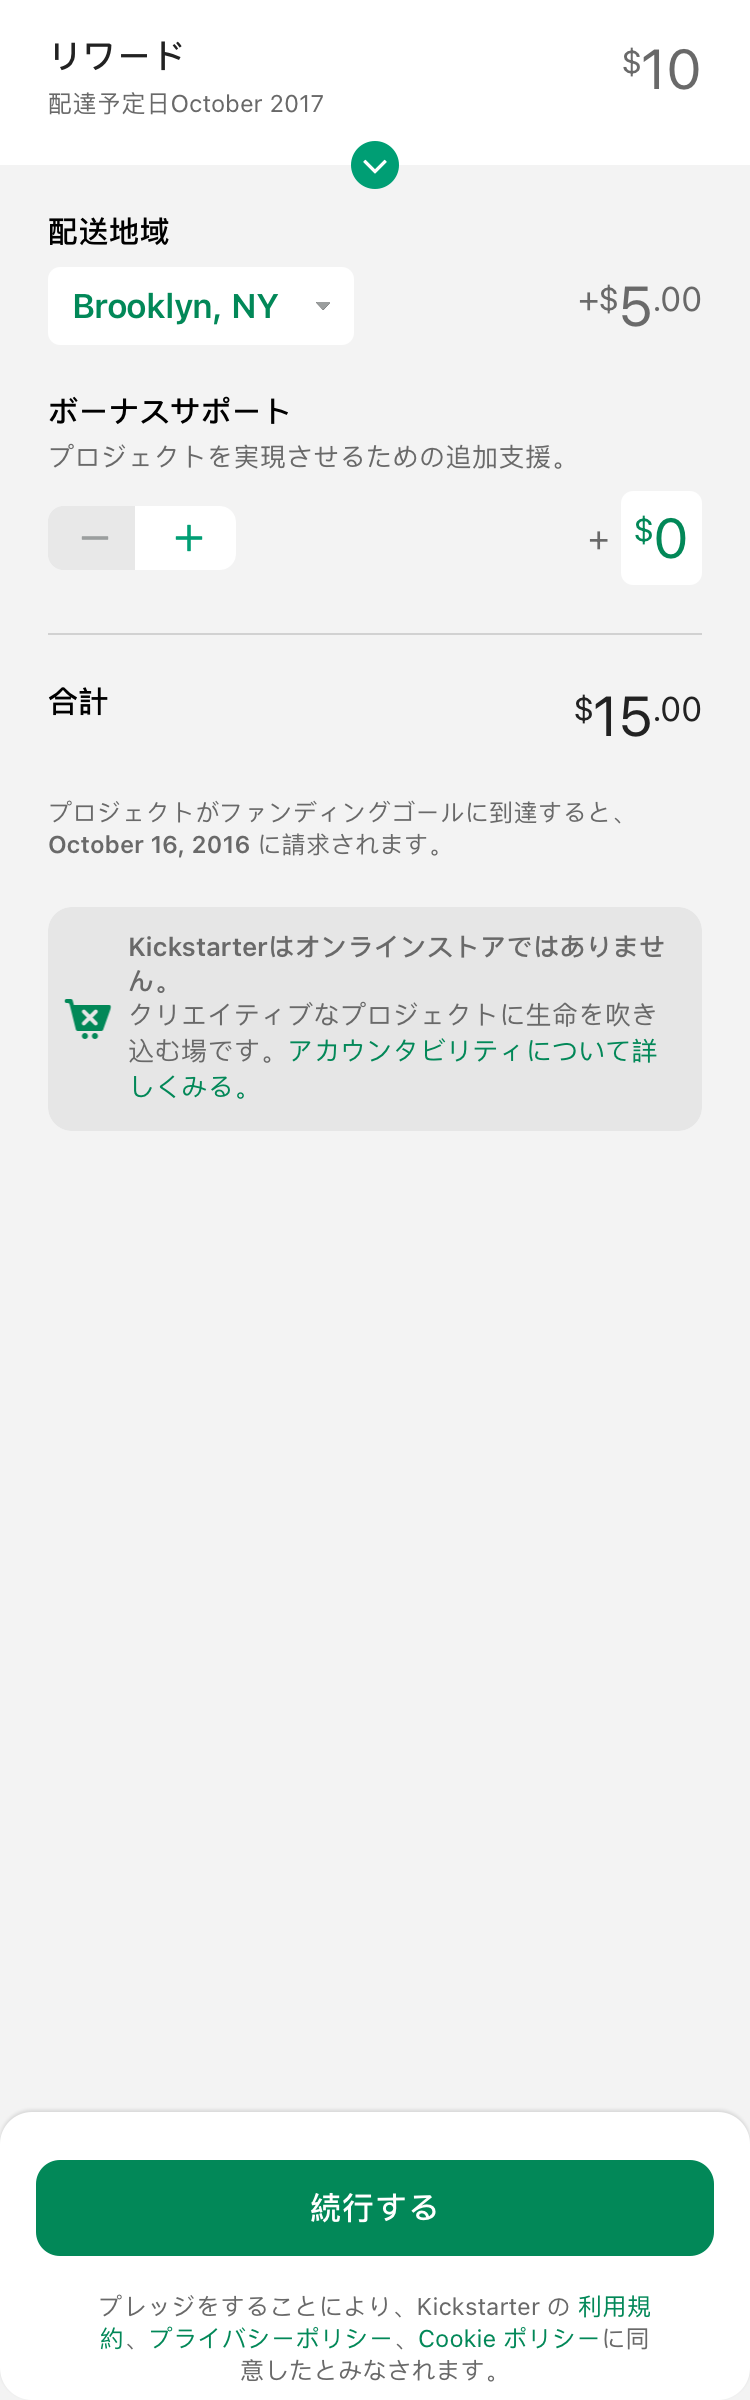 リワード
$10
配達予定日October 2017
配送地域
Brooklyn, NY
+$5.00
ボーナスサポート
プロジェクトを実現させるための追加支援。
+ $0
合計
$15.00
プロジェクトがファンディングゴールに到達すると、
October 16, 2016 に請求されます。
Kickstarterはオンラインストアではありませ
ん。
クリエイティブなプロジェクトに生命を吹き
込む場です。アカウンタビリティについて詳
しくみる。
続行する
プレッジをすることにより、Kickstarter の 利用規
約、プライバシーポリシー、Cookie ポリシーに同
意したとみなされます。